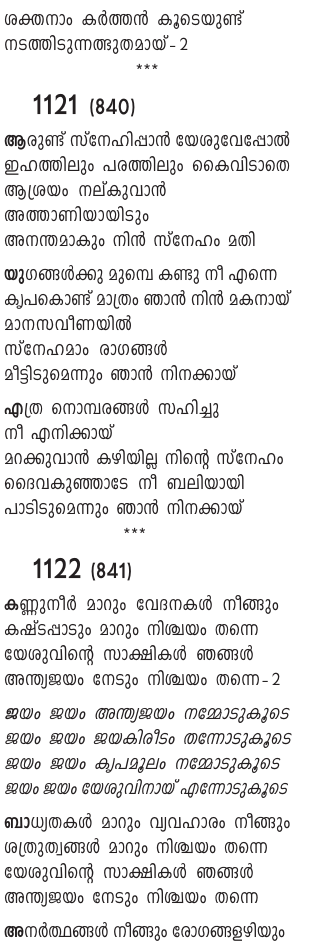 ശക്തനാം കർത്തൻ കൂടെയുണ്ട്
നടത്തിടുന്നത്ഭുതമായ് - 2
***
1121 (840)
ആരുണ്ട് സ്നേഹിപ്പാൻ യേശുവേപ്പോൽ
ഇഹത്തിലും പരത്തിലും കൈവിടാതെ
ആശ്രയം നല്കുവാൻ
അത്താണിയായിടും
അനന്തമാകും നിൻ സ്നേഹം മതി
യുഗങ്ങൾക്കു മുമ്പെ കണ്ടു നീ എന്നെ
കൃപകൊണ്ട് മാത്രം ഞാൻ നിൻ മകനായ്
മാനസവീണയിൽ
സ്നേഹമാം രാഗങ്ങൾ
മീട്ടിടുമെന്നും ഞാൻ നിനക്കായ്
എത്ര നൊമ്പരങ്ങൾ സഹിച്ചു
നീ എനിക്കായ്
മറക്കുവാൻ കഴിയില്ല നിന്റെ സ്നേഹം
ദൈവകുഞ്ഞാടേ നീ ബലിയായി
പാടിടുമെന്നും ഞാൻ നിനക്കായ്
***
1122 (841)
കണ്ണുനീർ മാറും വേദനകൾ നീങ്ങും
കഷ്ടപ്പാടും മാറും നിശ്ചയം തന്നെ
യേശുവിന്റെ സാക്ഷികൾ ഞങ്ങൾ
അന്ത്യജയം നേടും നിശ്ചയം തന്നെ - 2
ജയം ജയം അന്ത്യജയം നമ്മോടുകൂടെ
ജയം ജയം ജയകിരീടം തന്നോടുകൂടെ
ജയം ജയം കൃപമൂലം നമ്മോടുകൂടെ
ജയം ജയം യേശുവിനായ് എന്നോടുകൂടെ
ബാധ്യതകൾ മാറും വ്യവഹാരം നീങ്ങും
ശത്രുത്വങ്ങൾ മാറും നിശ്ചയം തന്നെ
യേശുവിന്റെ സാക്ഷികൾ ഞങ്ങൾ
അന്ത്യജയം നേടും നിശ്ചയം തന്നെ
അനർത്ഥങ്ങൾ നീങ്ങും രോഗങ്ങളഴിയും